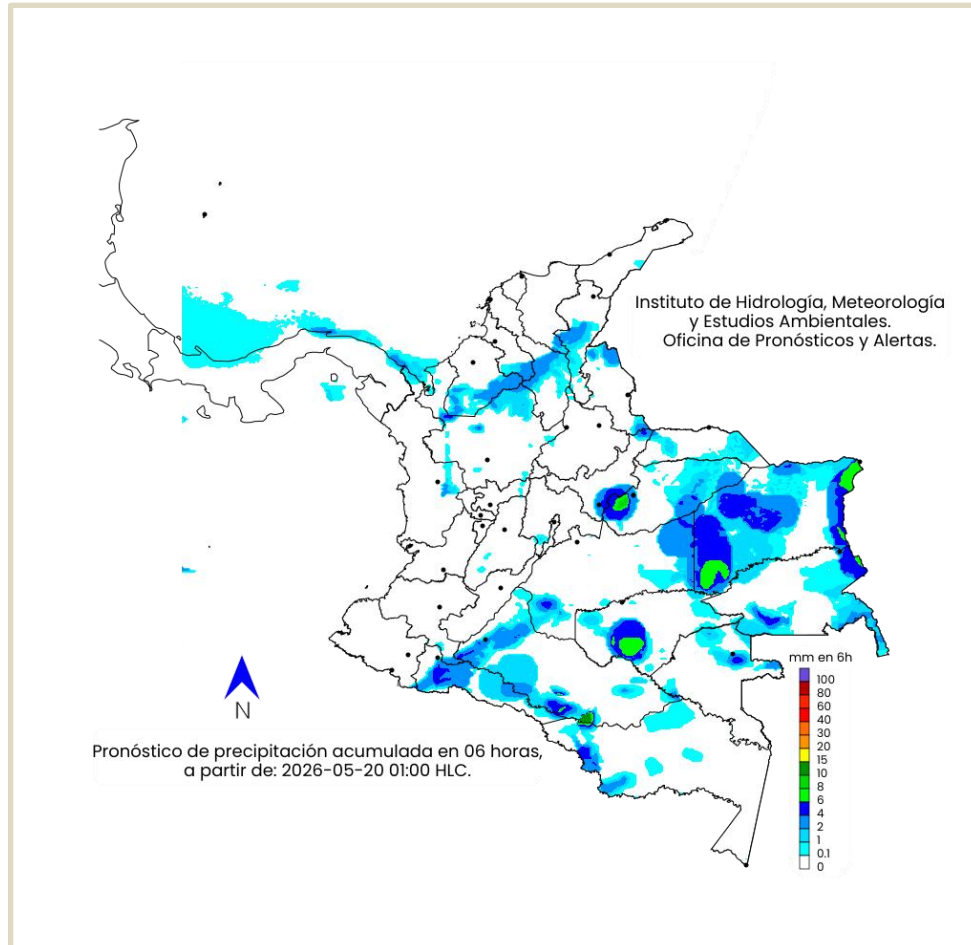 Instituto de Hidrología, Meteorología
y Estudios Ambientales.
Oficina de Pronósticos y Alertas.
mm en 6h
100
80
60
40
30
20
15
10
8
6
4
2
1
0.1
0
N
Pronóstico de precipitación acumulada en 06 horas,
a partir de: 2026-05-20 01:00 HLC.